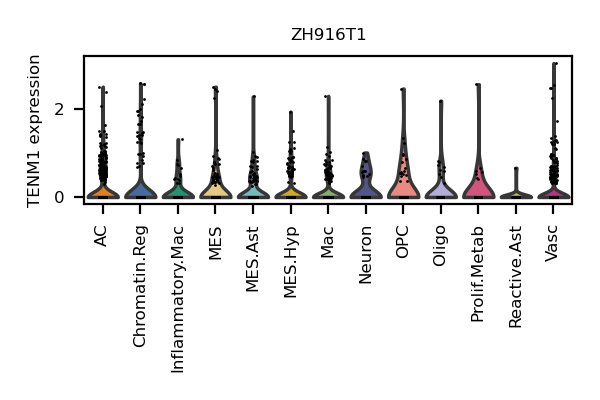 ZH916T1
TENM1 expression
2
0
AC
Chromatin.Reg
Inflammatory.Mac
MES
MES.Ast
MES.Hyp
Mac
Neuron
OPC
Oligo
Prolif.Metab
Reactive.Ast
Vasc